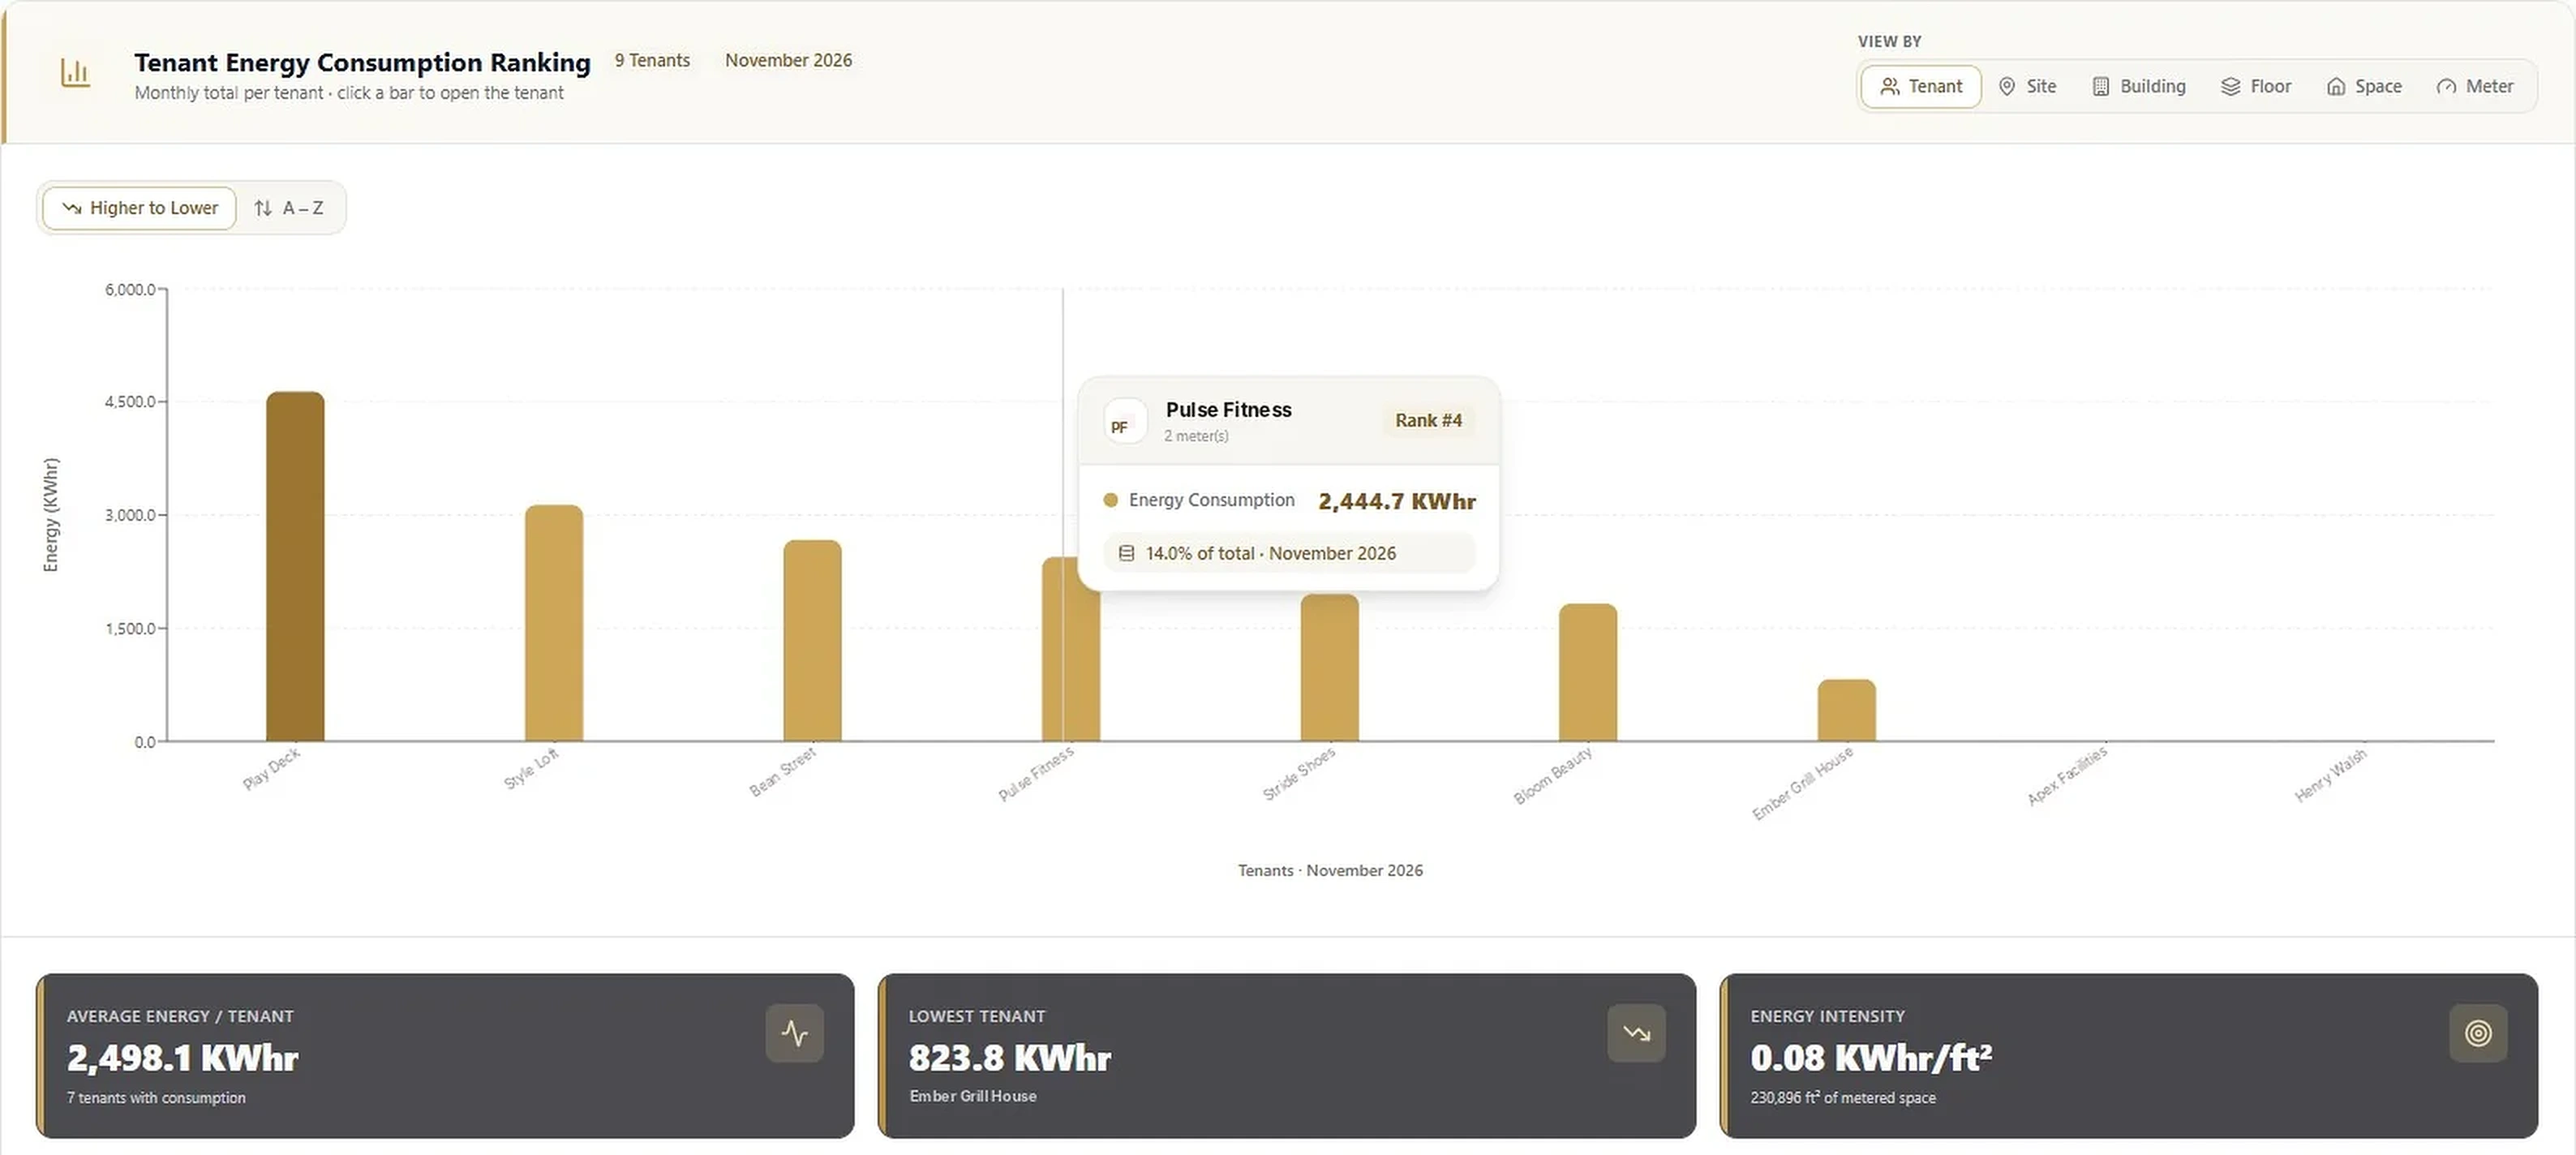 Tenant Energy Consumption Ranking 9 Tenants November 2026
Monthly total per tenant · click a bar to open the tenant
VIEW BY
Tenant Site Building Floor Space Meter
Higher to Lower A – Z
6,000.0
4,500.0
3,000.0
1,500.0
0.0
Energy (KWhr)
Pulse Fitness
Rank #4
PF
2 meter(s)
Energy Consumption 2,444.7 KWhr
14.0% of total · November 2026
Play Deck
Style Loft
Bean Street
Pulse Fitness
Stride Shoes
Bloom Beauty
Ember Grill House
Apex Facilities
Henry Walsh
Tenants · November 2026
AVERAGE ENERGY / TENANT
2,498.1 KWhr
7 tenants with consumption
LOWEST TENANT
823.8 KWhr
Ember Grill House
ENERGY INTENSITY
0.08 KWhr/ft²
230,896 ft² of metered space